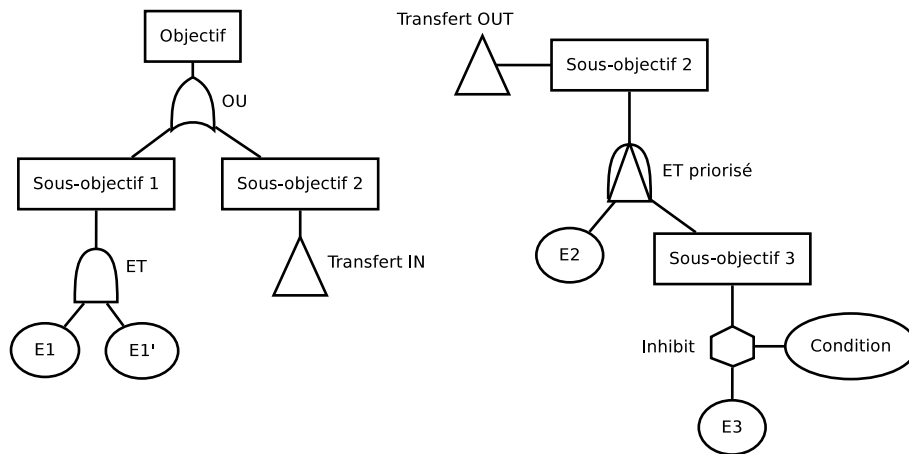 Objectif
OU
Sous-objectif 1
Sous-objectif 2
ET
Transfert IN
E1
E1'
Transfert OUT
Sous-objectif 2
ET priorisé
E2
Sous-objectif 3
Inhibit
Condition
E3